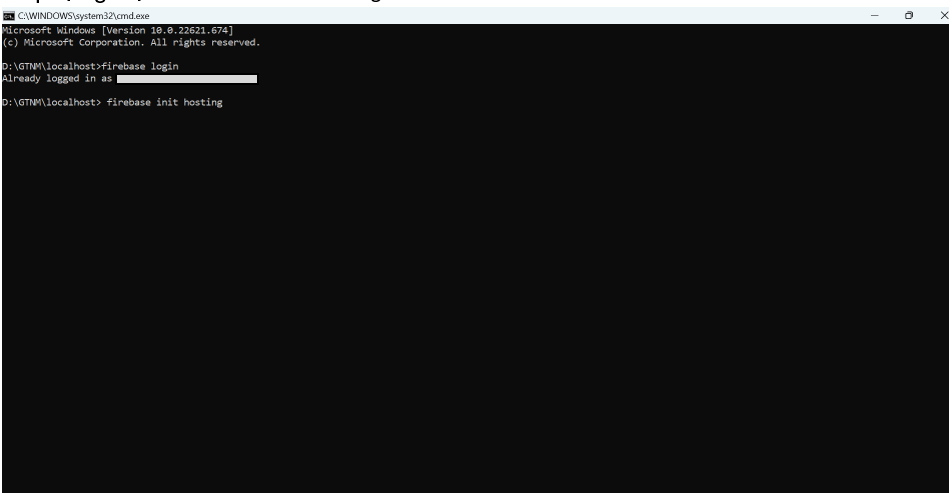 C:\WINDOWS\system32\cmd.exe
Microsoft Windows [Version 10.0.22621.674]
(c) Microsoft Corporation. All rights reserved.
D:\GTNM\localhost>firebase login
Already logged in as
D:\GTNM\localhost> firebase init hosting